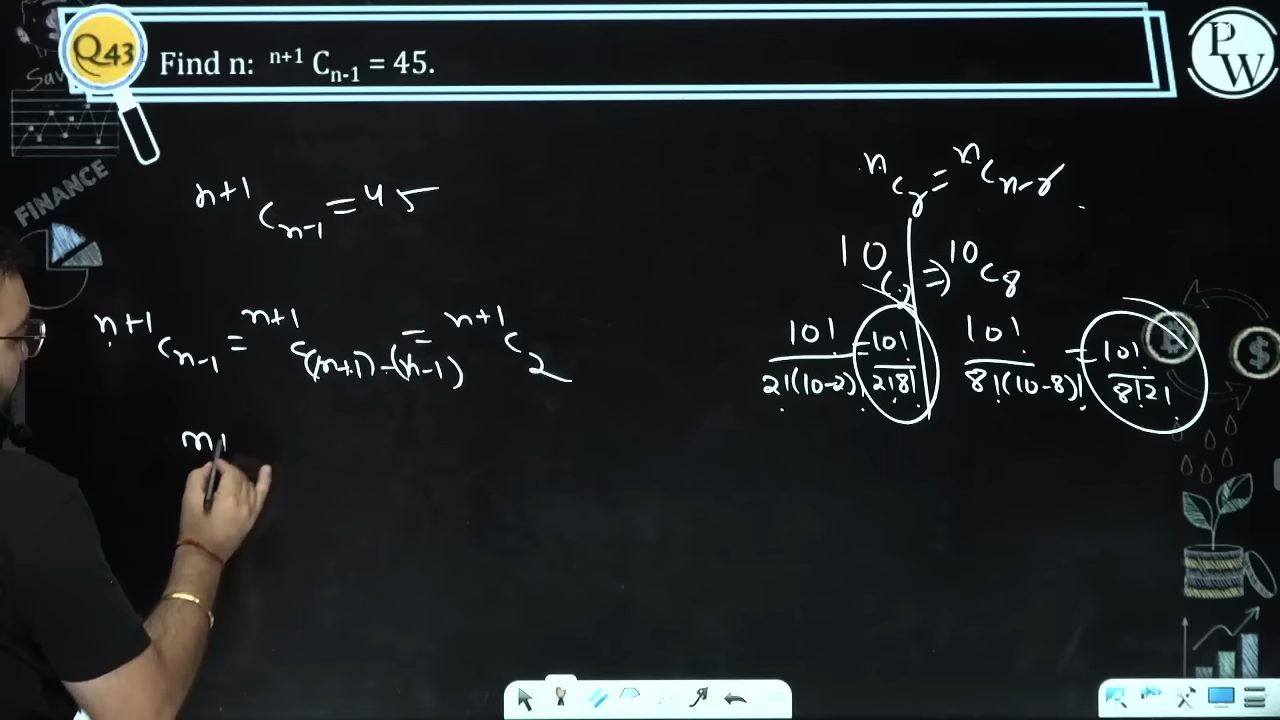 Q43 Find n: ⁿ⁺¹ Cₙ₋₁ = 45.
PW
Sav
FINANCE
ⁿ⁺¹Cₙ₋₁ = 45
ⁿ⁺¹Cₙ₋₁ = ⁿ⁺¹C₍ₙ₊₁₎₋₍ₙ₋₁₎ = ⁿ⁺¹C₂
n+
ⁿCᵣ = ⁿCₙ₋ᵣ
¹⁰C₂ ⇒ ¹⁰C₈
10!/2!(10-2)! = 10!/2!8!
10!/8!(10-8)! = 10!/8!2!
B
$